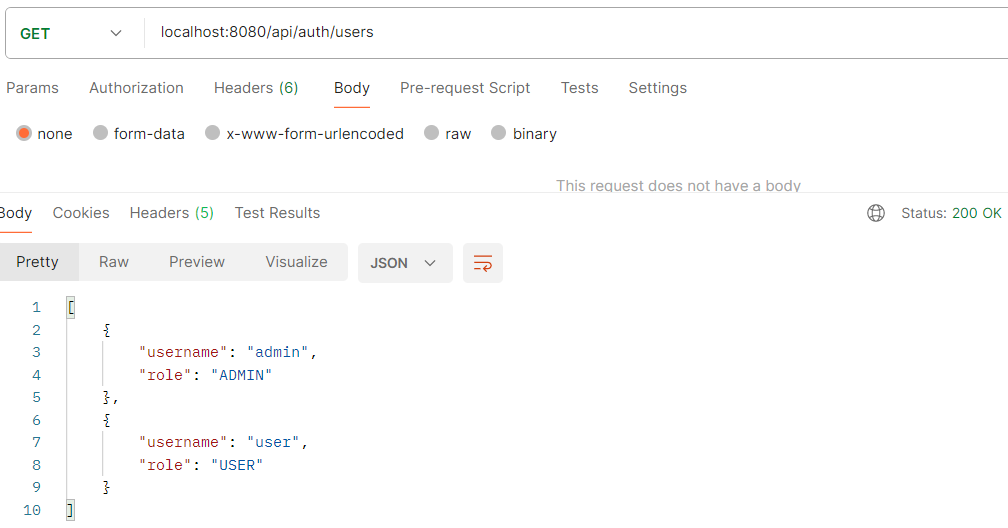 GET localhost:8080/api/auth/users
Params Authorization Headers (6) Body Pre-request Script Tests Settings
none form-data x-www-form-urlencoded raw binary
This request does not have a body
Body Cookies Headers (5) Test Results Status: 200 OK
Pretty Raw Preview Visualize JSON
1 [
2 {
3 "username": "admin",
4 "role": "ADMIN"
5 },
6 {
7 "username": "user",
8 "role": "USER"
9 }
10 ]